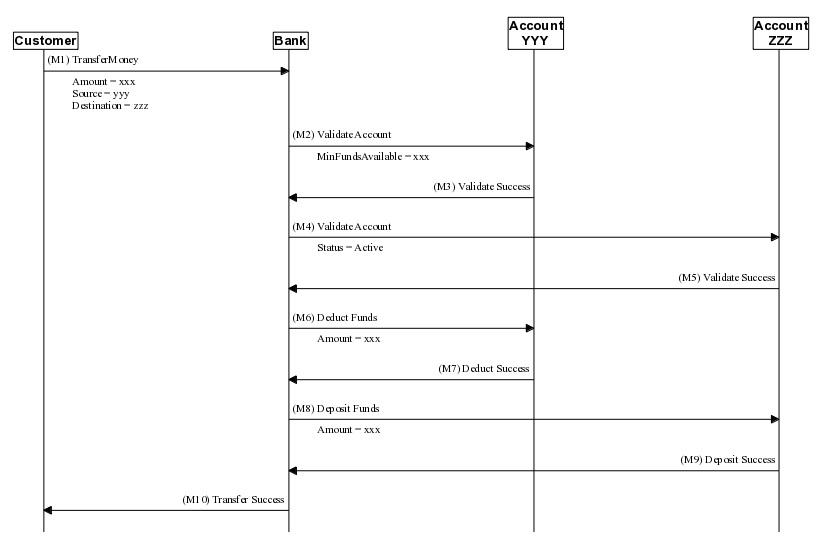 Customer
Bank
Account
YYY
Account
ZZZ
(M1) TransferMoney
Amount = xxx
Source = yyy
Destination = zzz
(M2) ValidateAccount
MinFundsAvailable = xxx
(M3) Validate Success
(M4) ValidateAccount
Status = Active
(M5) Validate Success
(M6) Deduct Funds
Amount = xxx
(M7) Deduct Success
(M8) Deposit Funds
Amount = xxx
(M9) Deposit Success
(M10) Transfer Success